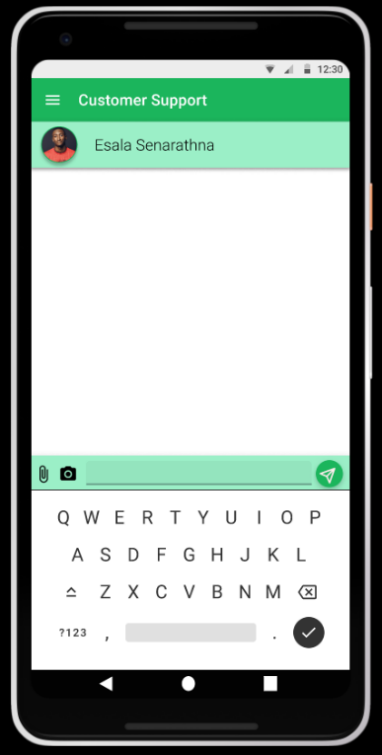 12:30
Customer Support
Esala Senarathna
Q W E R T Y U I O P
A S D F G H J K L
Z X C V B N M
?123 , .